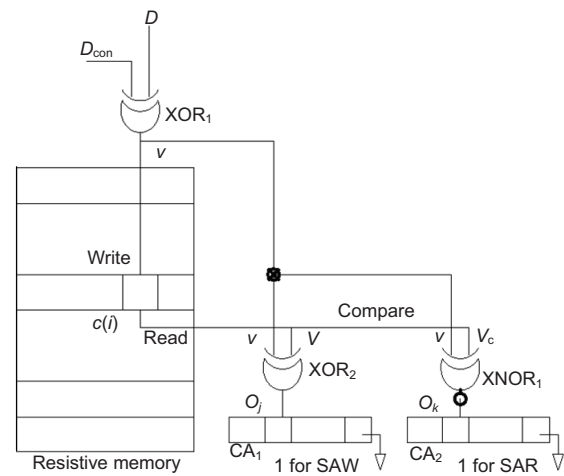 D
Dcon
XOR1
v
Write
c(i)
Read
Compare
v
V
v
Vc
XOR2
XNOR1
Oj
Ok
CA1
CA2
Resistive memory
1 for SAW
1 for SAR